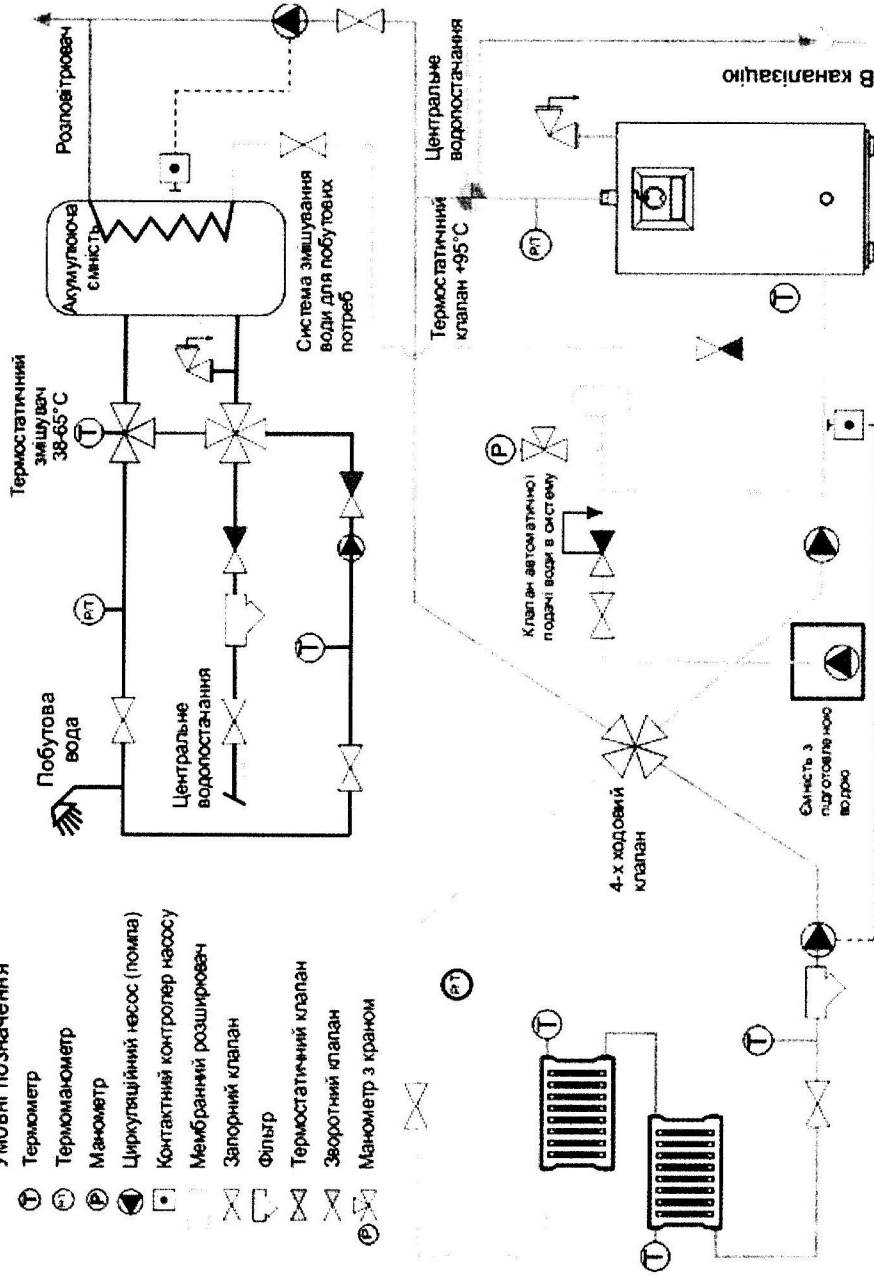 Умовні позначення
T Термометр
P/T Термоманометр
P Манометр
Циркуляційний насос (помпа)
Контактний контролер насосу
Мембранний розширювач
Запорний клапан
Фільтр
Термостатичний клапан
Зворотний клапан
P Манометр з краном
Побутова
вода
P/T
Термостатичний
змішувач
38-65°C
T
Акумулююча
ємність
Розповітрювач
Центральне
водопостачання
T
Система змішування
води для побутових
потреб
Центральне
водопостачання
Термостатичний
клапан +95°C
P/T
В каналізацію
P
Клапан автоматичної
подачі води в систему
T
4-х ходовий
клапан
Ємність з
підготовленою
водою
P/T
T
T
T